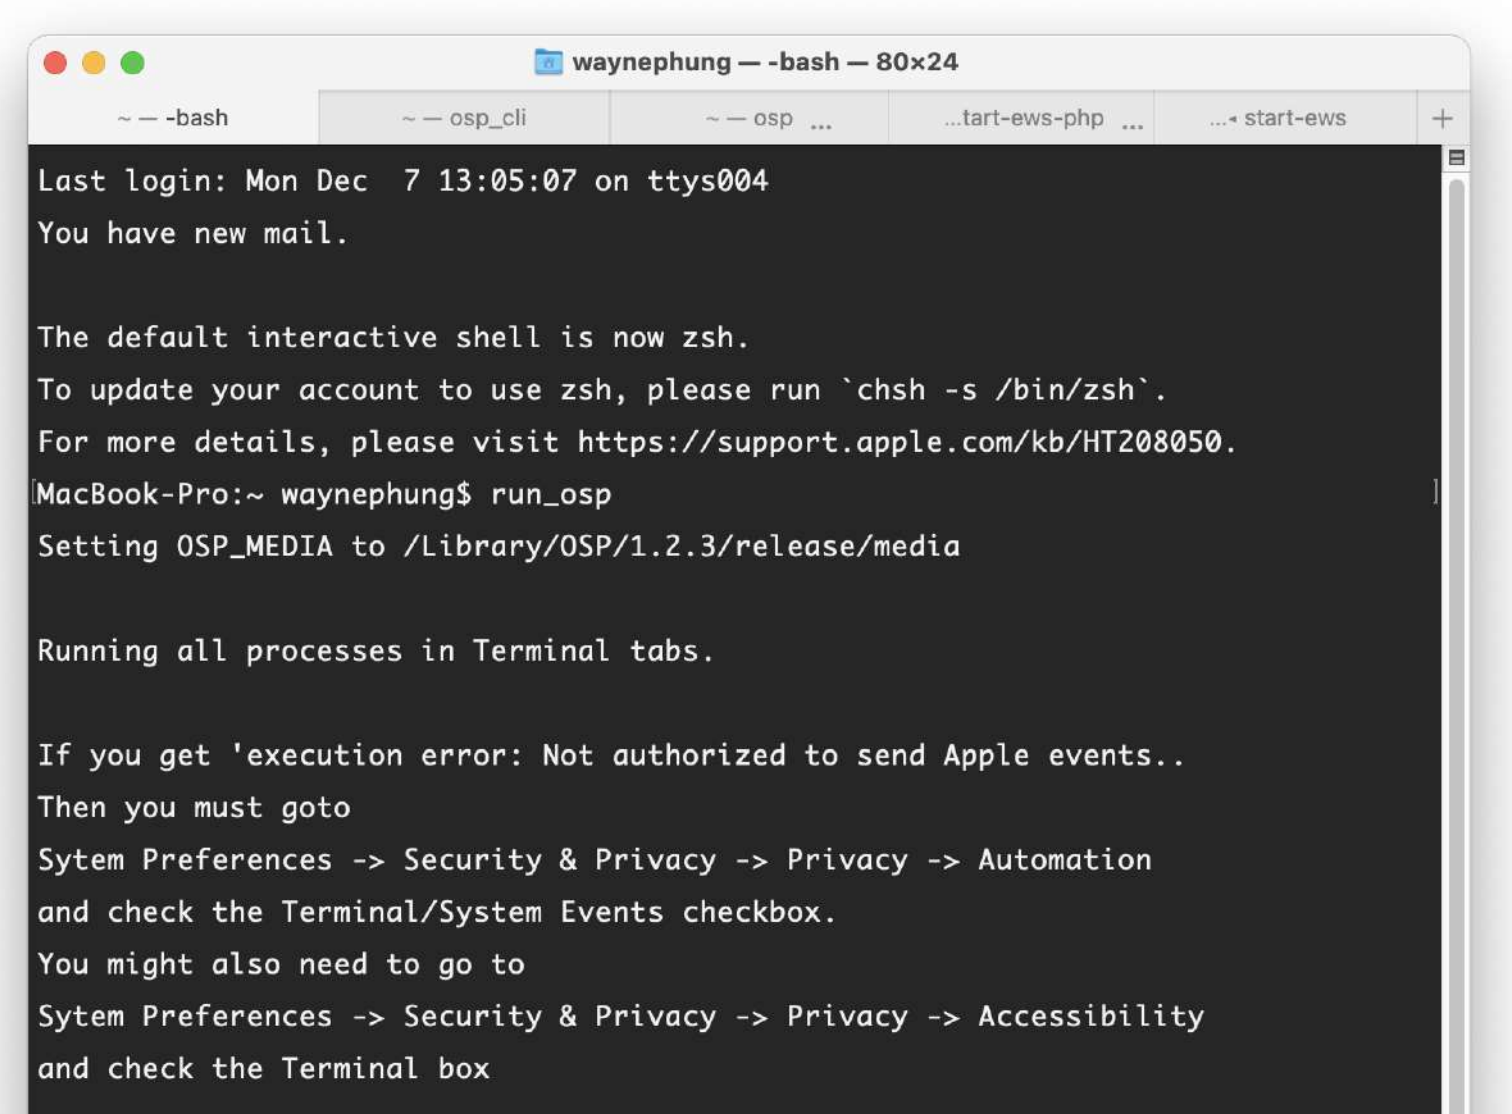 waynephung — -bash — 80×24
~ — -bash
~ — osp_cli
~ — osp ...
...tart-ews-php ...
...◂ start-ews
+
Last login: Mon Dec  7 13:05:07 on ttys004
You have new mail.
The default interactive shell is now zsh.
To update your account to use zsh, please run `chsh -s /bin/zsh`.
For more details, please visit https://support.apple.com/kb/HT208050.
[MacBook-Pro:~ waynephung$ run_osp ]
Setting OSP_MEDIA to /Library/OSP/1.2.3/release/media
Running all processes in Terminal tabs.
If you get 'execution error: Not authorized to send Apple events..
Then you must goto
Sytem Preferences -> Security & Privacy -> Privacy -> Automation
and check the Terminal/System Events checkbox.
You might also need to go to
Sytem Preferences -> Security & Privacy -> Privacy -> Accessibility
and check the Terminal box